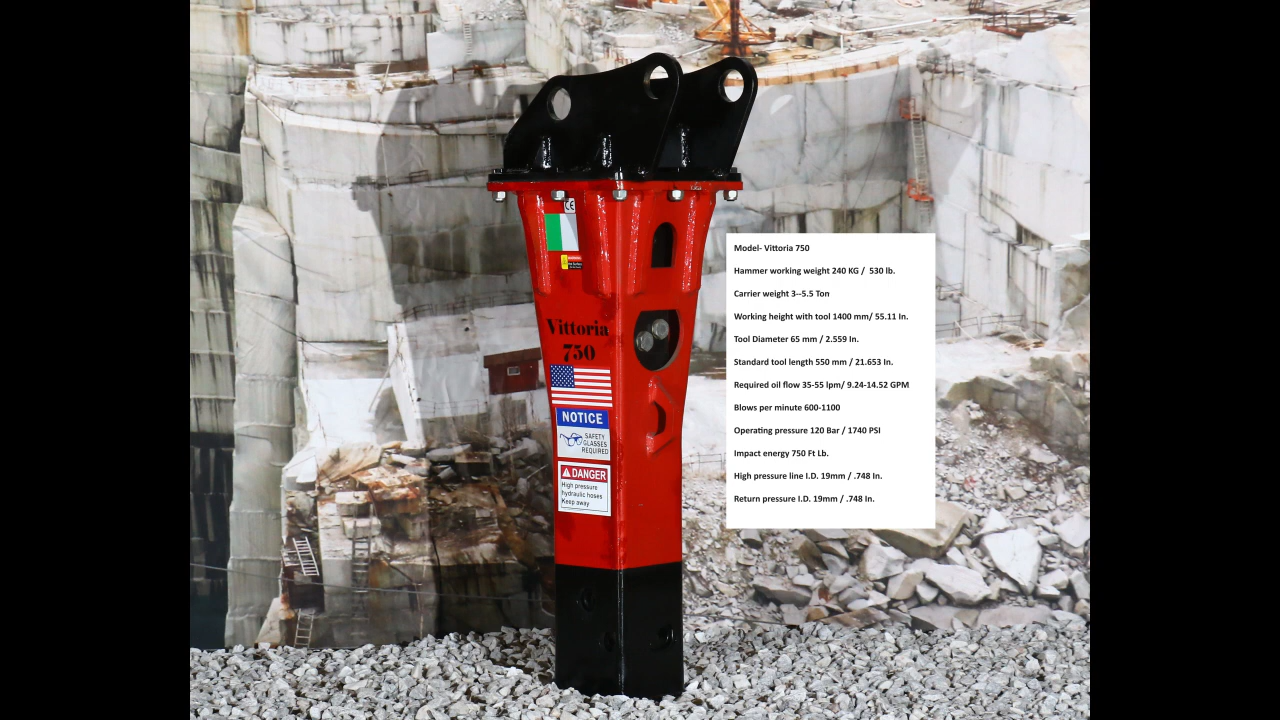 CE
Vittoria
750
NOTICE
SAFETY
GLASSES
REQUIRED
DANGER
High pressure
hydraulic hoses
Keep away
Model- Vittoria 750
Hammer working weight 240 KG /  530 lb.
Carrier weight 3--5.5 Ton
Working height with tool 1400 mm/ 55.11 In.
Tool Diameter 65 mm / 2.559 In.
Standard tool length 550 mm / 21.653 In.
Required oil flow 35-55 lpm/ 9.24-14.52 GPM
Blows per minute 600-1100
Operating pressure 120 Bar / 1740 PSI
Impact energy 750 Ft Lb.
High pressure line I.D. 19mm / .748 In.
Return pressure I.D. 19mm / .748 In.